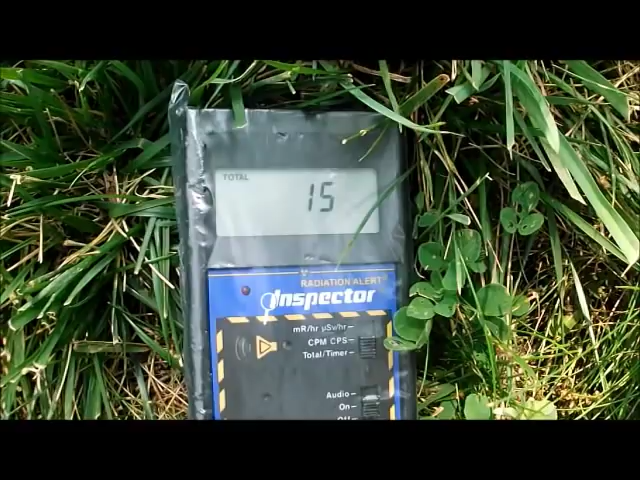 TOTAL
15
RADIATION ALERT®
Inspector
mR/hr µSv/hr
CPM CPS
Total/Timer
Audio
On